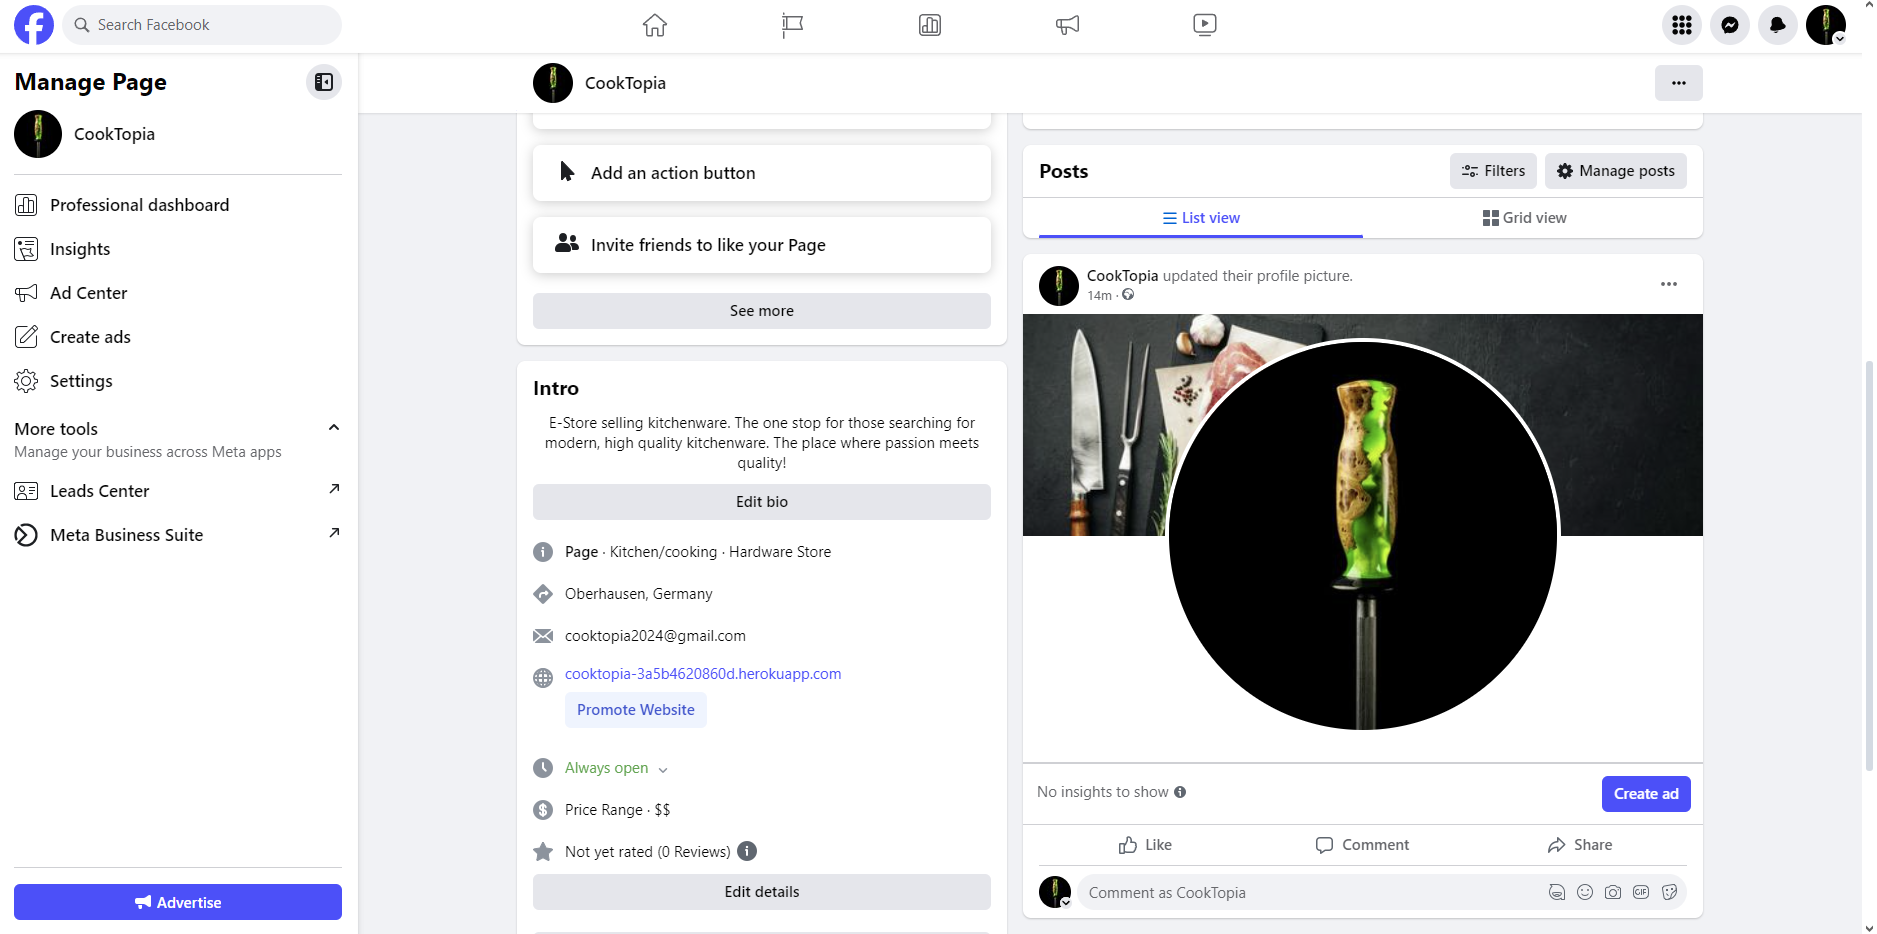 Search Facebook
Manage Page
CookTopia
Professional dashboard
Insights
Ad Center
Create ads
Settings
More tools
Manage your business across Meta apps
Leads Center
Meta Business Suite
Advertise
CookTopia
Add an action button
Invite friends to like your Page
See more
Intro
E-Store selling kitchenware. The one stop for those searching for
modern, high quality kitchenware. The place where passion meets
quality!
Edit bio
Page · Kitchen/cooking · Hardware Store
Oberhausen, Germany
cooktopia2024@gmail.com
cooktopia-3a5b4620860d.herokuapp.com
Promote Website
Always open
Price Range · $$
Not yet rated (0 Reviews)
Edit details
Posts
Filters
Manage posts
List view
Grid view
CookTopia updated their profile picture.
14m ·
No insights to show
Create ad
Like
Comment
Share
Comment as CookTopia
GIF